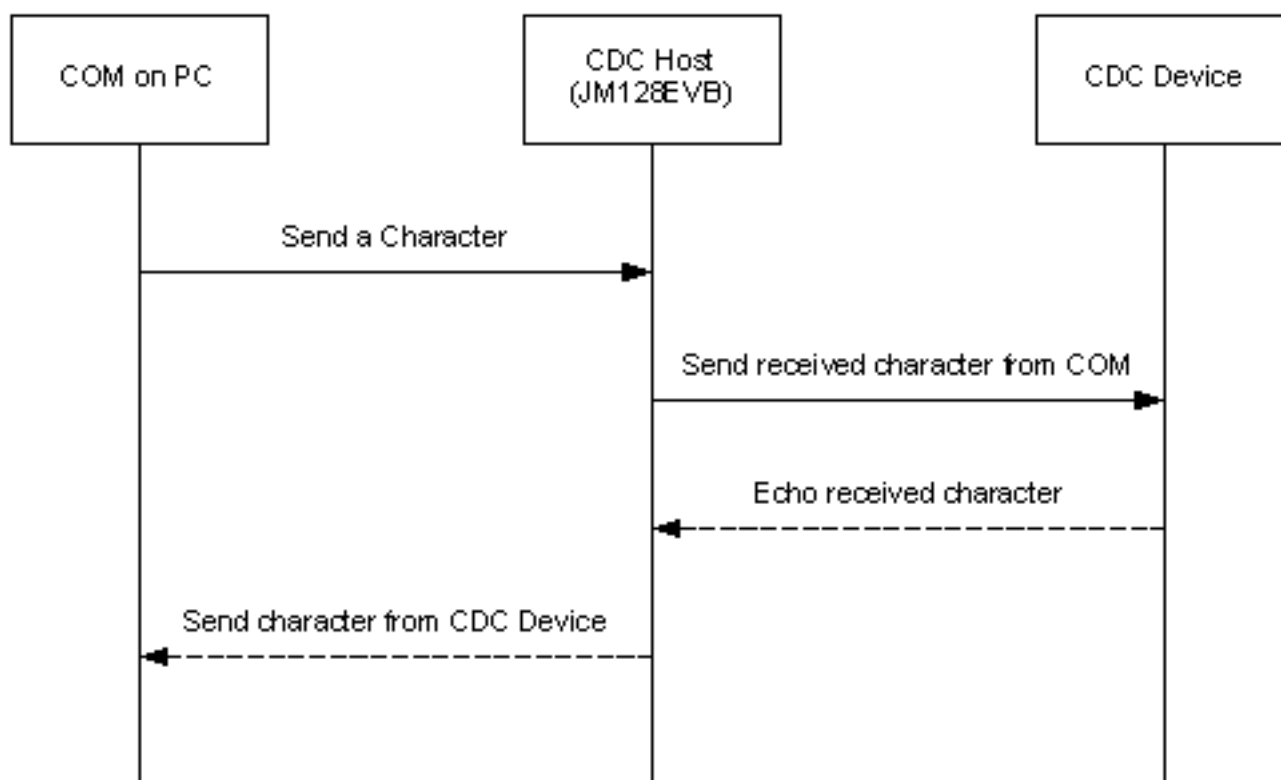 COM on PC
CDC Host
(JM128EVB)
CDC Device
Send a Character
Send received character from COM
Echo received character
Send character from CDC Device